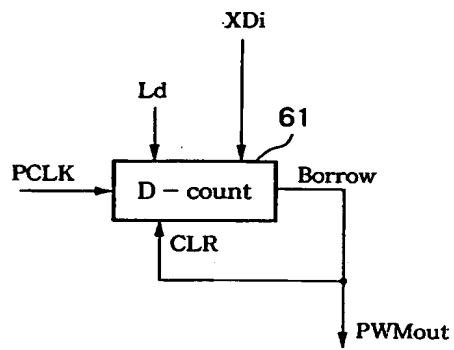 XDi
Ld
61
PCLK
D - count
Borrow
CLR
PWMout